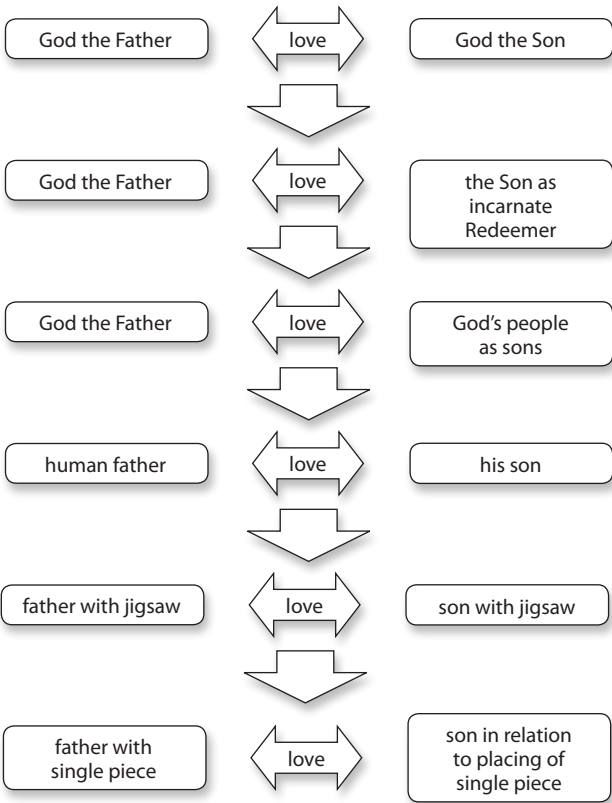 God the Father
love
God the Son
God the Father
love
the Son as
incarnate
Redeemer
God the Father
love
God’s people
as sons
human father
love
his son
father with jigsaw
love
son with jigsaw
father with
single piece
love
son in relation
to placing of
single piece